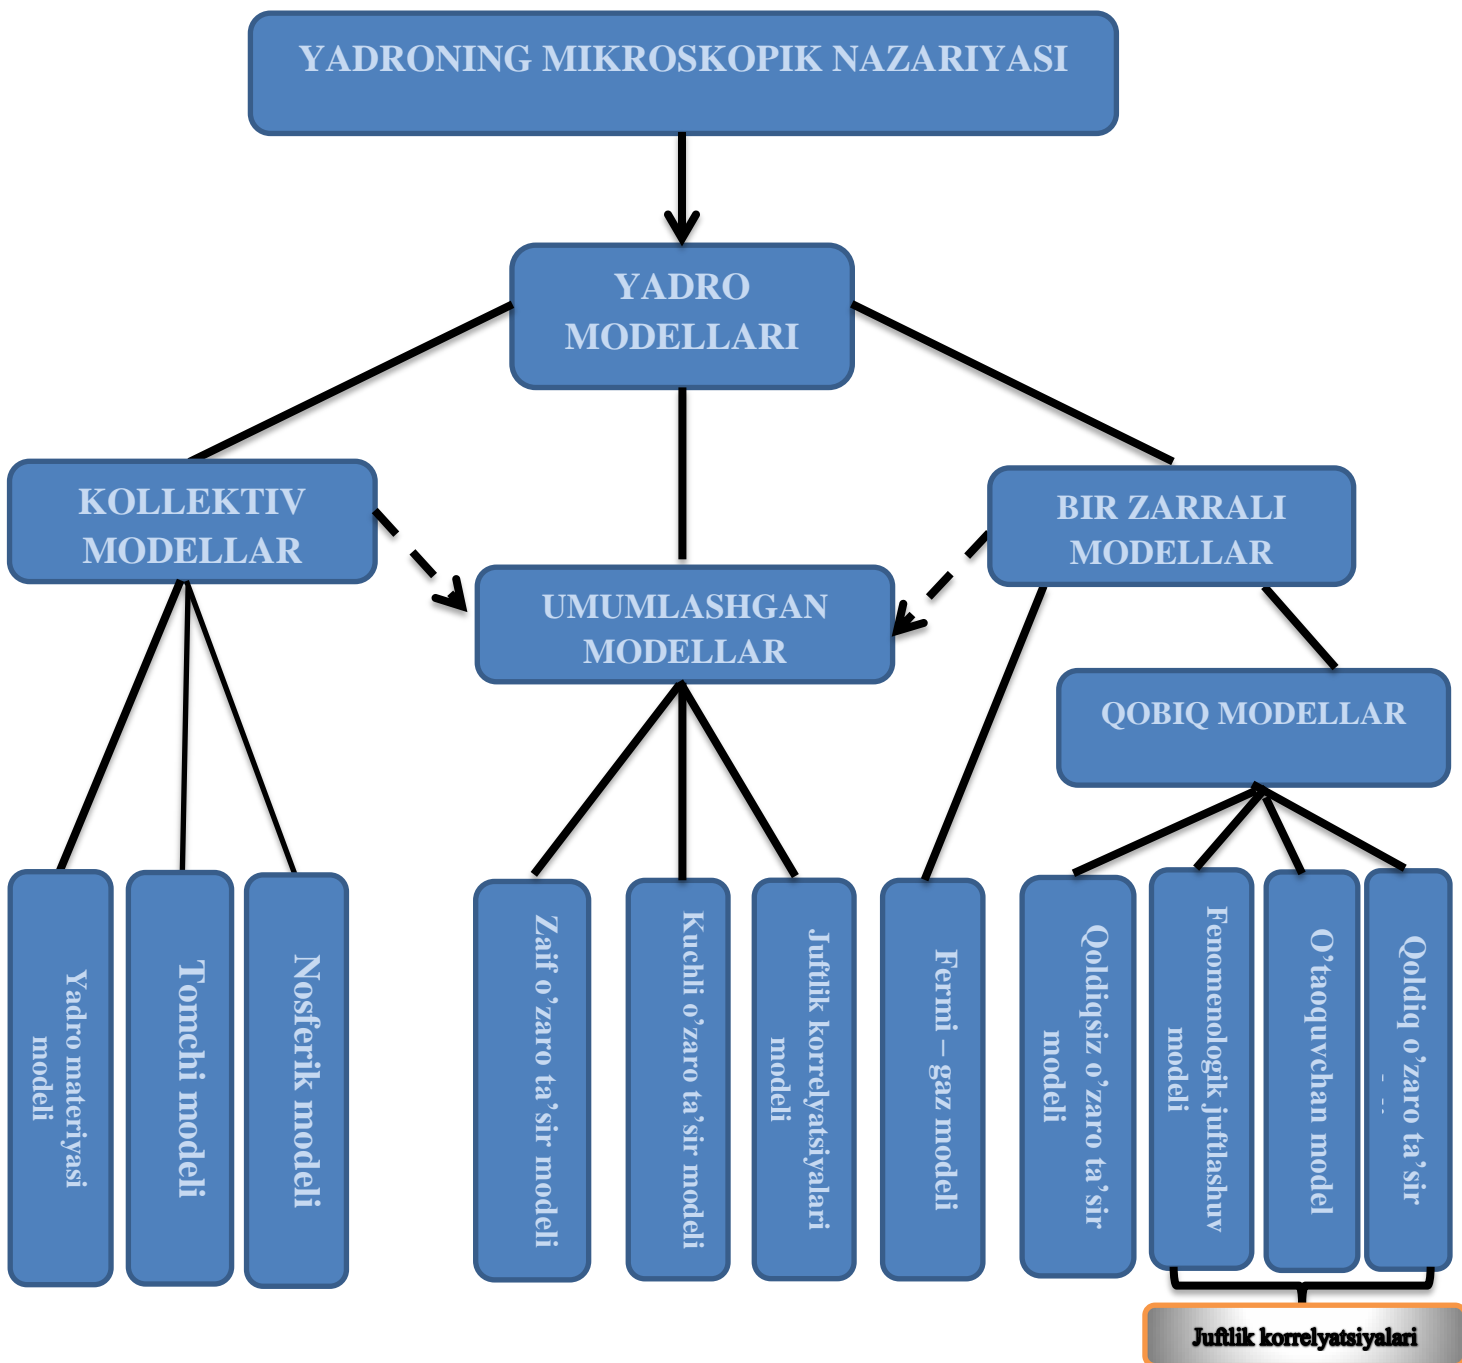 YADRONING MIKROSKOPIK NAZARIYASI
YADRO
MODELLARI
KOLLEKTIV
MODELLAR
BIR ZARRALI
MODELLAR
UMUMLASHGAN
MODELLAR
QOBIQ MODELLAR
Yadro materiyasi
modeli
Tomchi modeli
Nosferik modeli
Zaif o’zaro ta’sir modeli
Kuchli o’zaro ta’sir modeli
Juftlik korrelyatsiyalari
modeli
Fermi – gaz modeli
Qoldiqsiz o’zaro ta’sir
modeli
Fenomenologik juftlashuv
modeli
O’taoquvchan model
Qoldiq o’zaro ta’sir
Juftlik korrelyatsiyalari